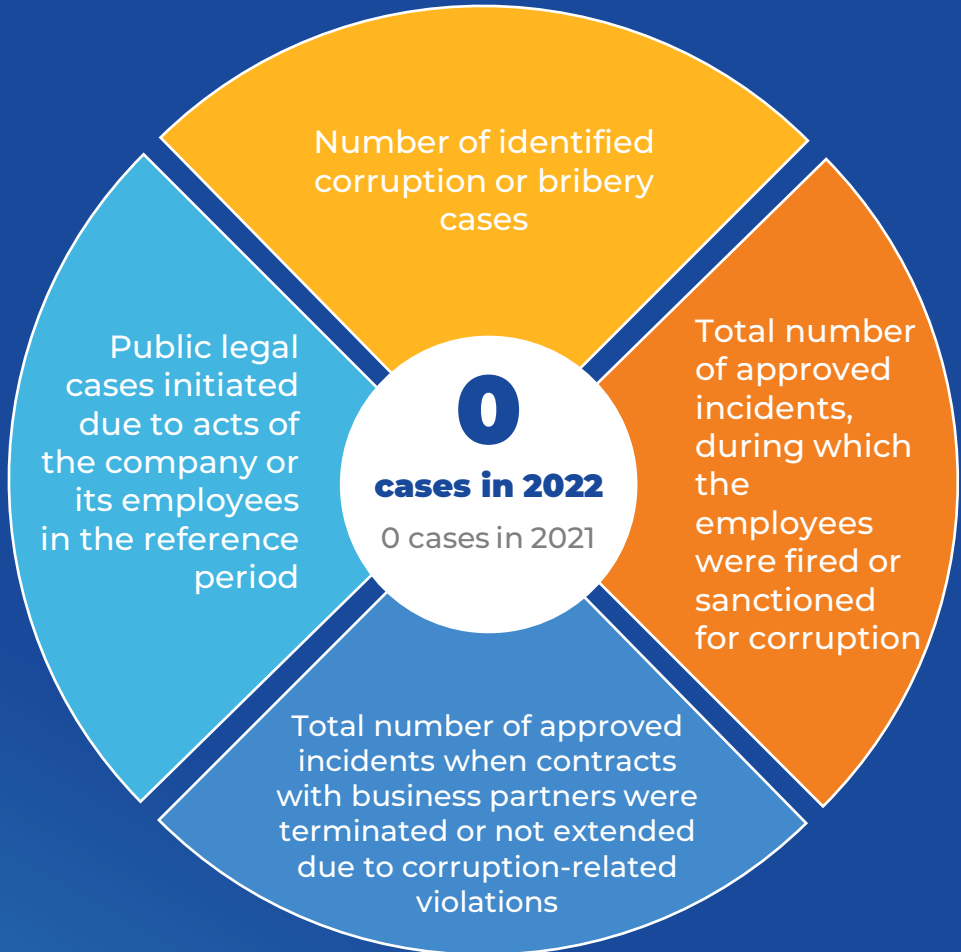 Number of identified
corruption or bribery
cases
Public legal
cases initiated
due to acts of
the company or
its employees
in the reference
period
0
cases in 2022
0 cases in 2021
Total number
of approved
incidents,
during which
the
employees
were fired or
sanctioned
for corruption
Total number of approved
incidents when contracts
with business partners were
terminated or not extended
due to corruption-related
violations